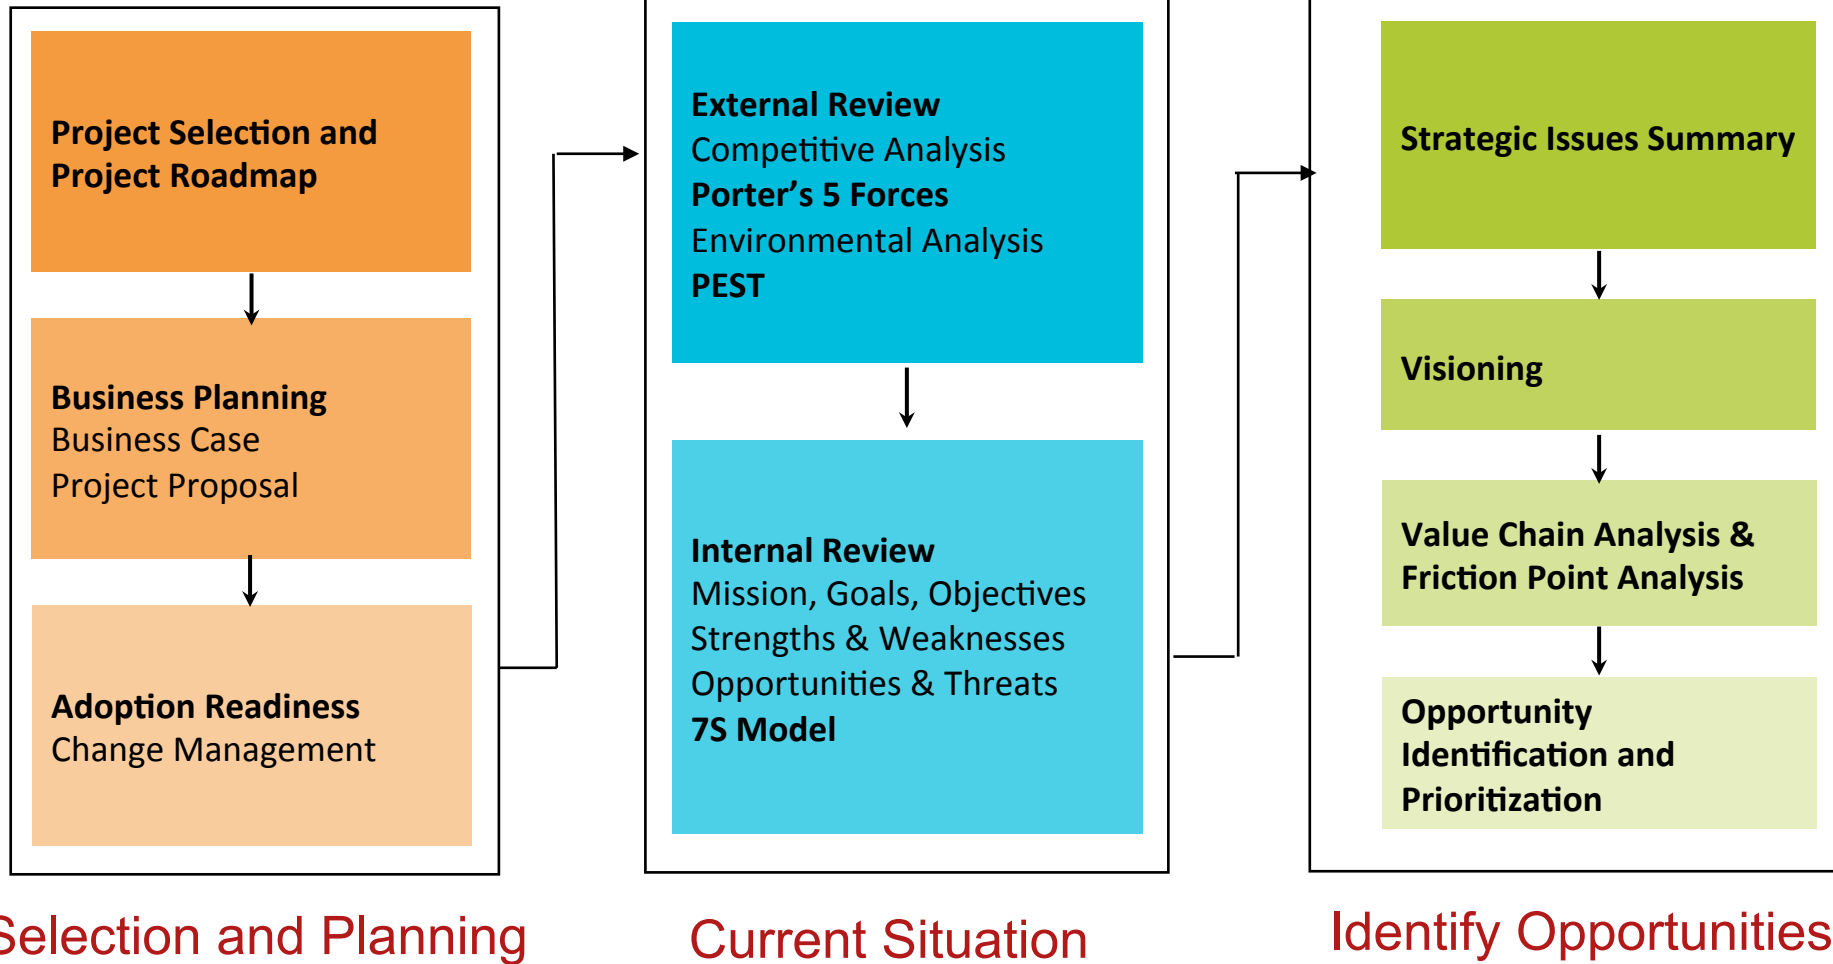 Project Selection and
Project Roadmap
Business Planning
Business Case
Project Proposal
Adoption Readiness
Change Management
Selection and Planning
External Review
Competitive Analysis
Porter’s 5 Forces
Environmental Analysis
PEST
Internal Review
Mission, Goals, Objectives
Strengths & Weaknesses
Opportunities & Threats
7S Model
Current Situation
Strategic Issues Summary
Visioning
Value Chain Analysis &
Friction Point Analysis
Opportunity
Identification and
Prioritization
Identify Opportunities